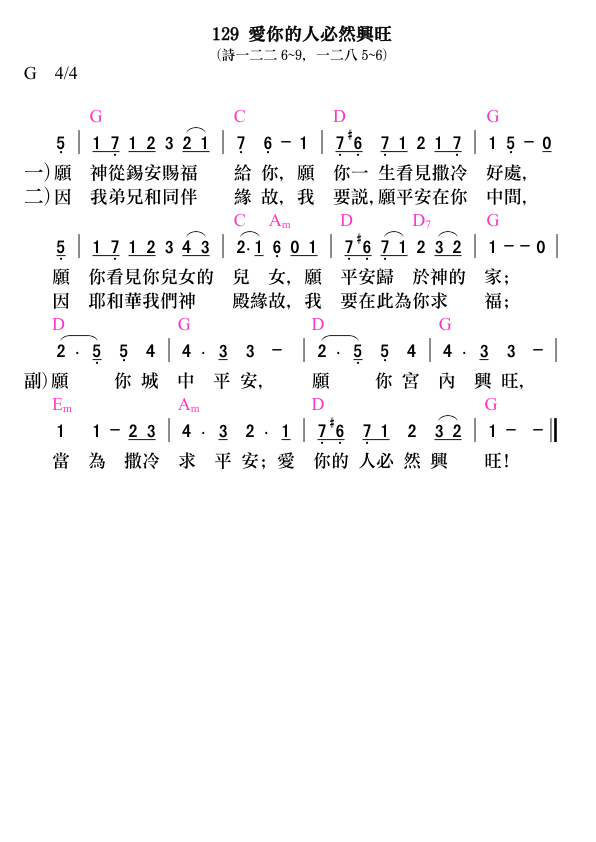 129 愛你的人必然興旺
（詩一二二 6~9，一二八 5~6）
G 4/4
G C D G
5 | 1 7 1 2 3 2 1 | 7 6 － 1 | 7 #6 7 1 2 1 7 | 1 5 － 0
一）願 神從錫安賜福 給 你，願 你一 生看見撒冷 好處，
二）因 我弟兄和同伴 緣 故，我 要説，願平安在你 中間，
C Am D D7 G
5 | 1 7 1 2 3 4 3 | 2· 1 6 0 1 | 7 #6 7 1 2 3 2 | 1 － － 0 |
願 你看見你兒女的 兒 女，願 平安歸 於神的 家；
因 耶和華我們神 殿緣故，我 要在此為你求 福；
D G D G
2 · 5 5 4 | 4 · 3 3 － | 2 · 5 5 4 | 4 · 3 3 － |
副）願 你 城 中 平 安， 願 你 宮 內 興 旺，
Em Am D G
1 1 － 2 3 | 4 · 3 2 · 1 | 7 #6 7 1 2 3 2 | 1 － － ‖
當 為 撒冷 求 平 安；愛 你的 人必 然 興 旺！